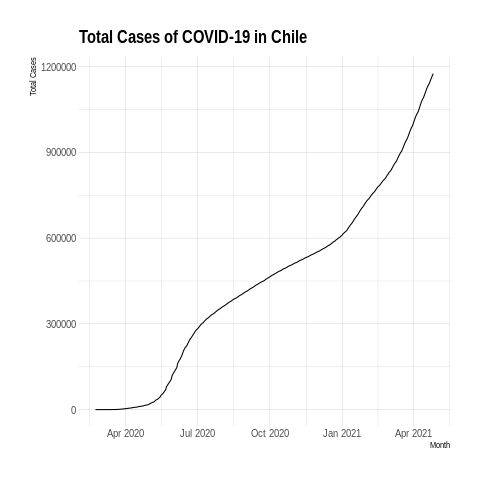 Total Cases of COVID-19 in Chile
Total Cases
1200000
900000
600000
300000
0
Apr 2020 Jul 2020 Oct 2020 Jan 2021 Apr 2021
Month